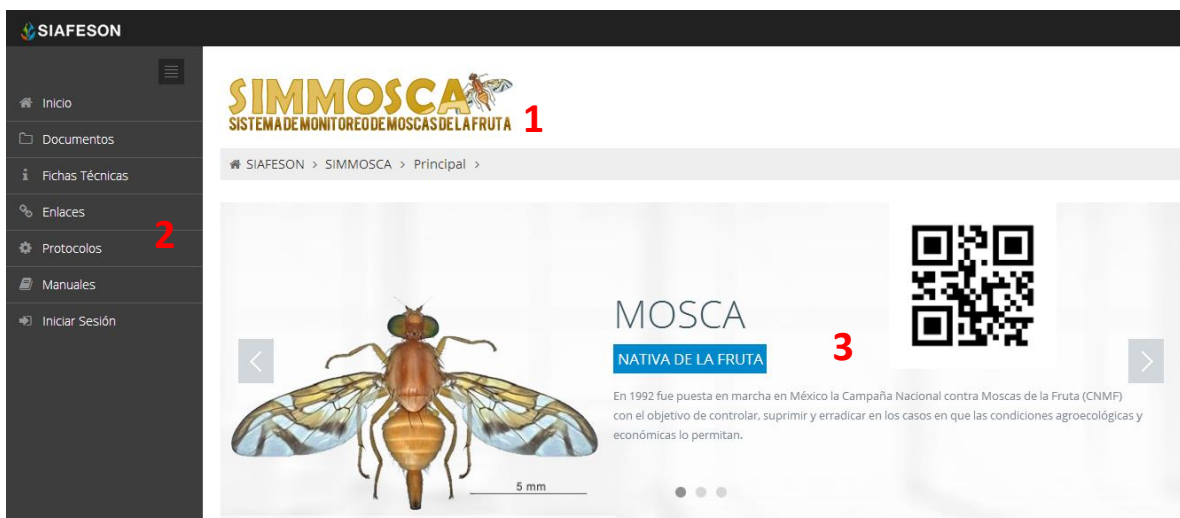 SIAFESON
Inicio
Documentos
Fichas Técnicas
Enlaces
2
Protocolos
Manuales
Iniciar Sesión
SIMMOSCA
SISTEMA DE MONITOREO DE MOSCAS DE LA FRUTA
1
SIAFESON > SIMMOSCA > Principal >
MOSCA
NATIVA DE LA FRUTA
3
En 1992 fue puesta en marcha en México la Campaña Nacional contra Moscas de la Fruta (CNMF)
con el objetivo de controlar, suprimir y erradicar en los casos en que las condiciones agroecológicas y
económicas lo permitan.
5 mm